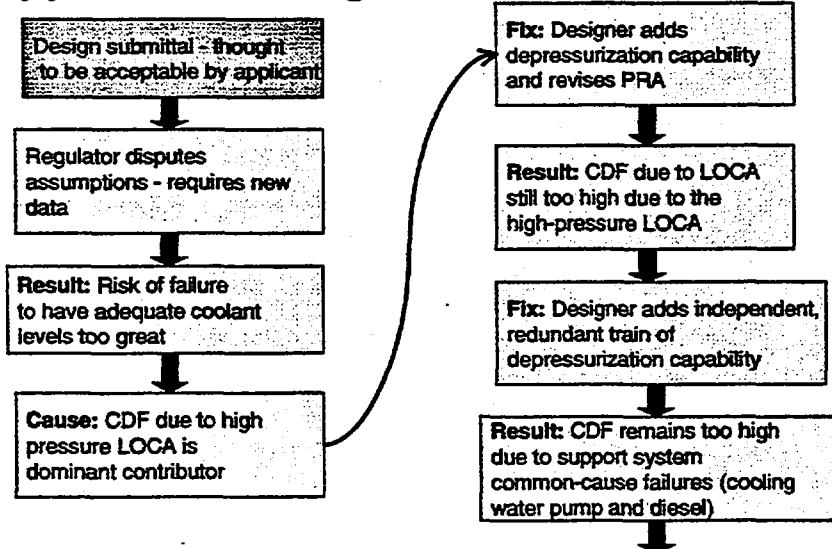 Design submittal - thought
to be acceptable by applicant
Regulator disputes
assumptions - requires new
data
Result: Risk of failure
to have adequate coolant
levels too great
Cause: CDF due to high
pressure LOCA is
dominant contributor
Fix: Designer adds
depressurization capability
and revises PRA
Result: CDF due to LOCA
still too high due to the
high-pressure LOCA
Fix: Designer adds independent,
redundant train of
depressurization capability
Result: CDF remains too high
due to support system
common-cause failures (cooling
water pump and diesel)